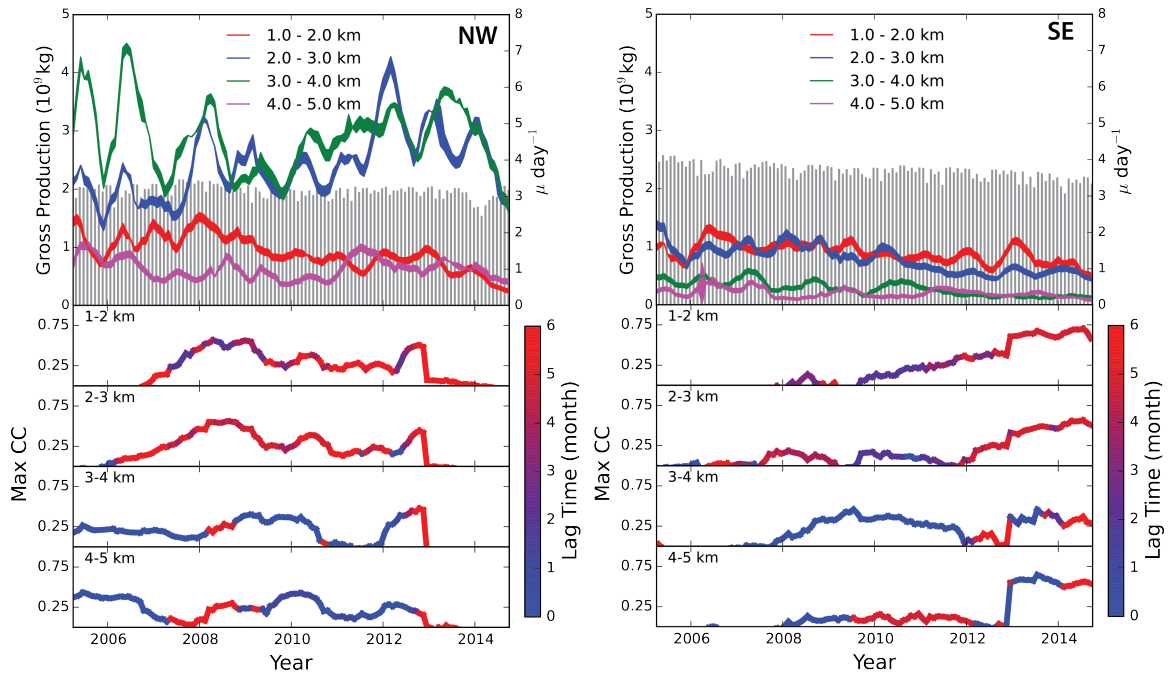 NW
1.0 - 2.0 km
2.0 - 3.0 km
3.0 - 4.0 km
4.0 - 5.0 km
5
4
3
2
1
0
Gross Production (10⁹ kg)
8
7
6
5
4
3
2
1
0
μ day⁻¹
1-2 km
0.75
0.25
2-3 km
0.75
0.25
3-4 km
0.75
0.25
4-5 km
0.75
0.25
Max CC
2006
2008
2010
2012
2014
Year
6
5
4
3
2
1
0
Lag Time (month)
SE
1.0 - 2.0 km
2.0 - 3.0 km
3.0 - 4.0 km
4.0 - 5.0 km
5
4
3
2
1
0
Gross Production (10⁹ kg)
8
7
6
5
4
3
2
1
0
μ day⁻¹
1-2 km
0.75
0.25
2-3 km
0.75
0.25
3-4 km
0.75
0.25
4-5 km
0.75
0.25
Max CC
2006
2008
2010
2012
2014
Year
6
5
4
3
2
1
0
Lag Time (month)